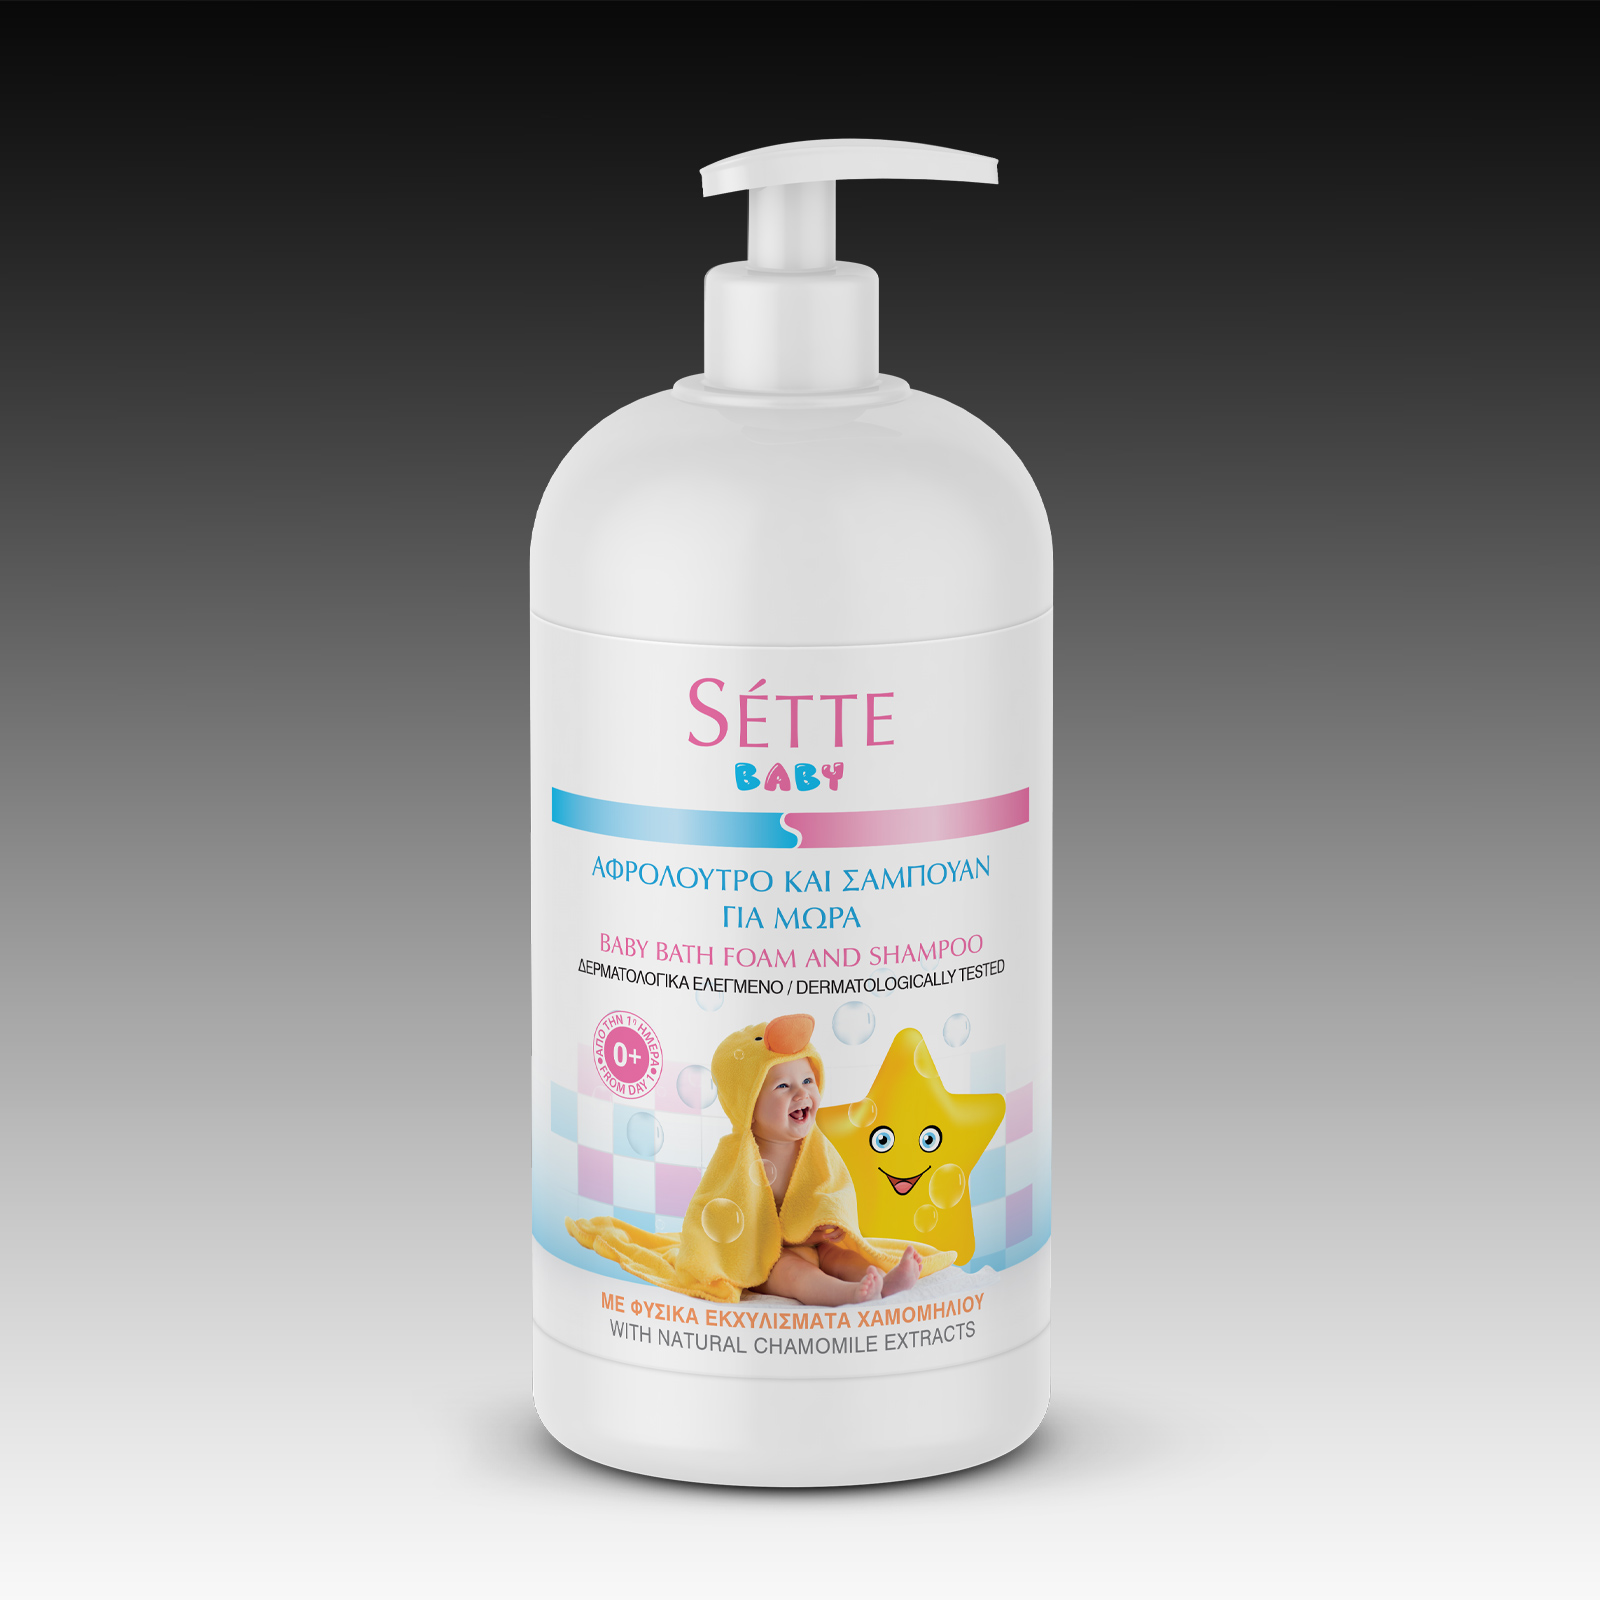 SÉTTE
BABY
ΑΦΡΟΛΟΥΤΡΟ ΚΑΙ ΣΑΜΠΟΥΑΝ
ΓΙΑ ΜΩΡΑ
BABY BATH FOAM AND SHAMPOO
ΔΕΡΜΑΤΟΛΟΓΙΚΑ ΕΛΕΓΜΕΝΟ / DERMATOLOGICALLY TESTED
ΑΠΟ ΤΗΝ 1η ΗΜΕΡΑ
0+
FROM DAY 1
ΜΕ ΦΥΣΙΚΑ ΕΚΧΥΛΙΣΜΑΤΑ ΧΑΜΟΜΗΛΙΟΥ
WITH NATURAL CHAMOMILE EXTRACTS